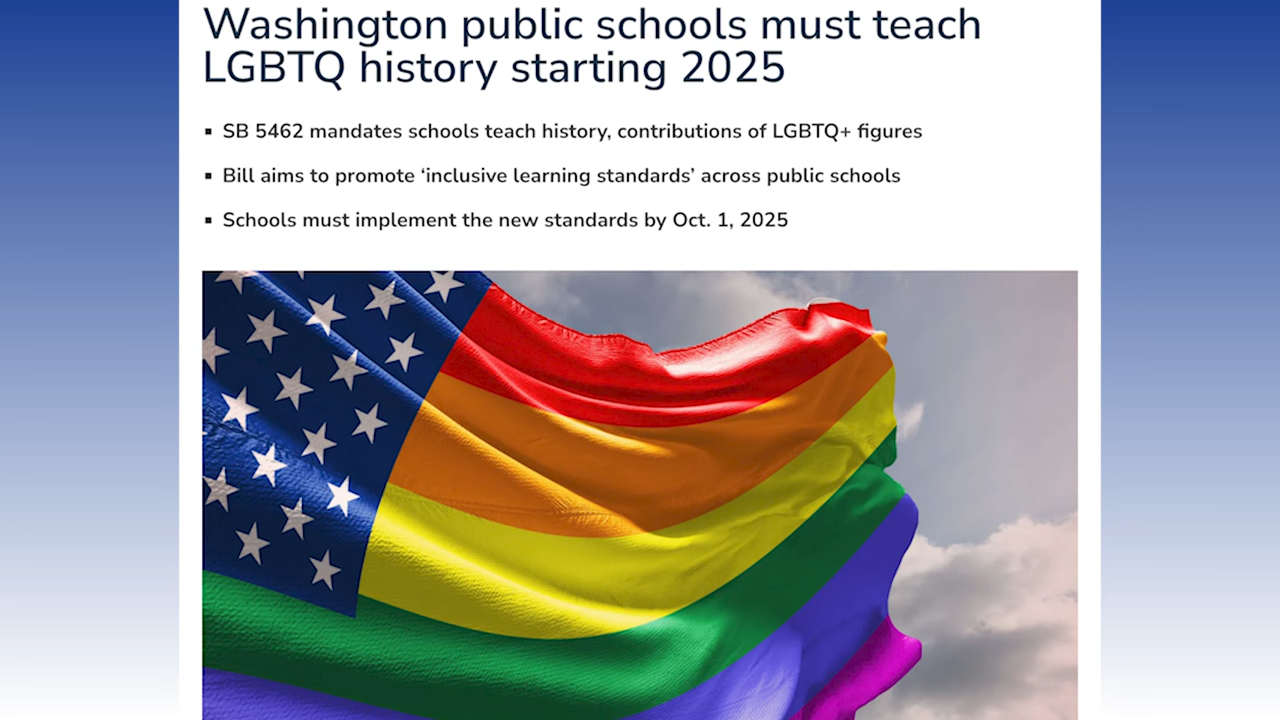 Washington public schools must teach
LGBTQ history starting 2025
▪ SB 5462 mandates schools teach history, contributions of LGBTQ+ figures
▪ Bill aims to promote ‘inclusive learning standards’ across public schools
▪ Schools must implement the new standards by Oct. 1, 2025